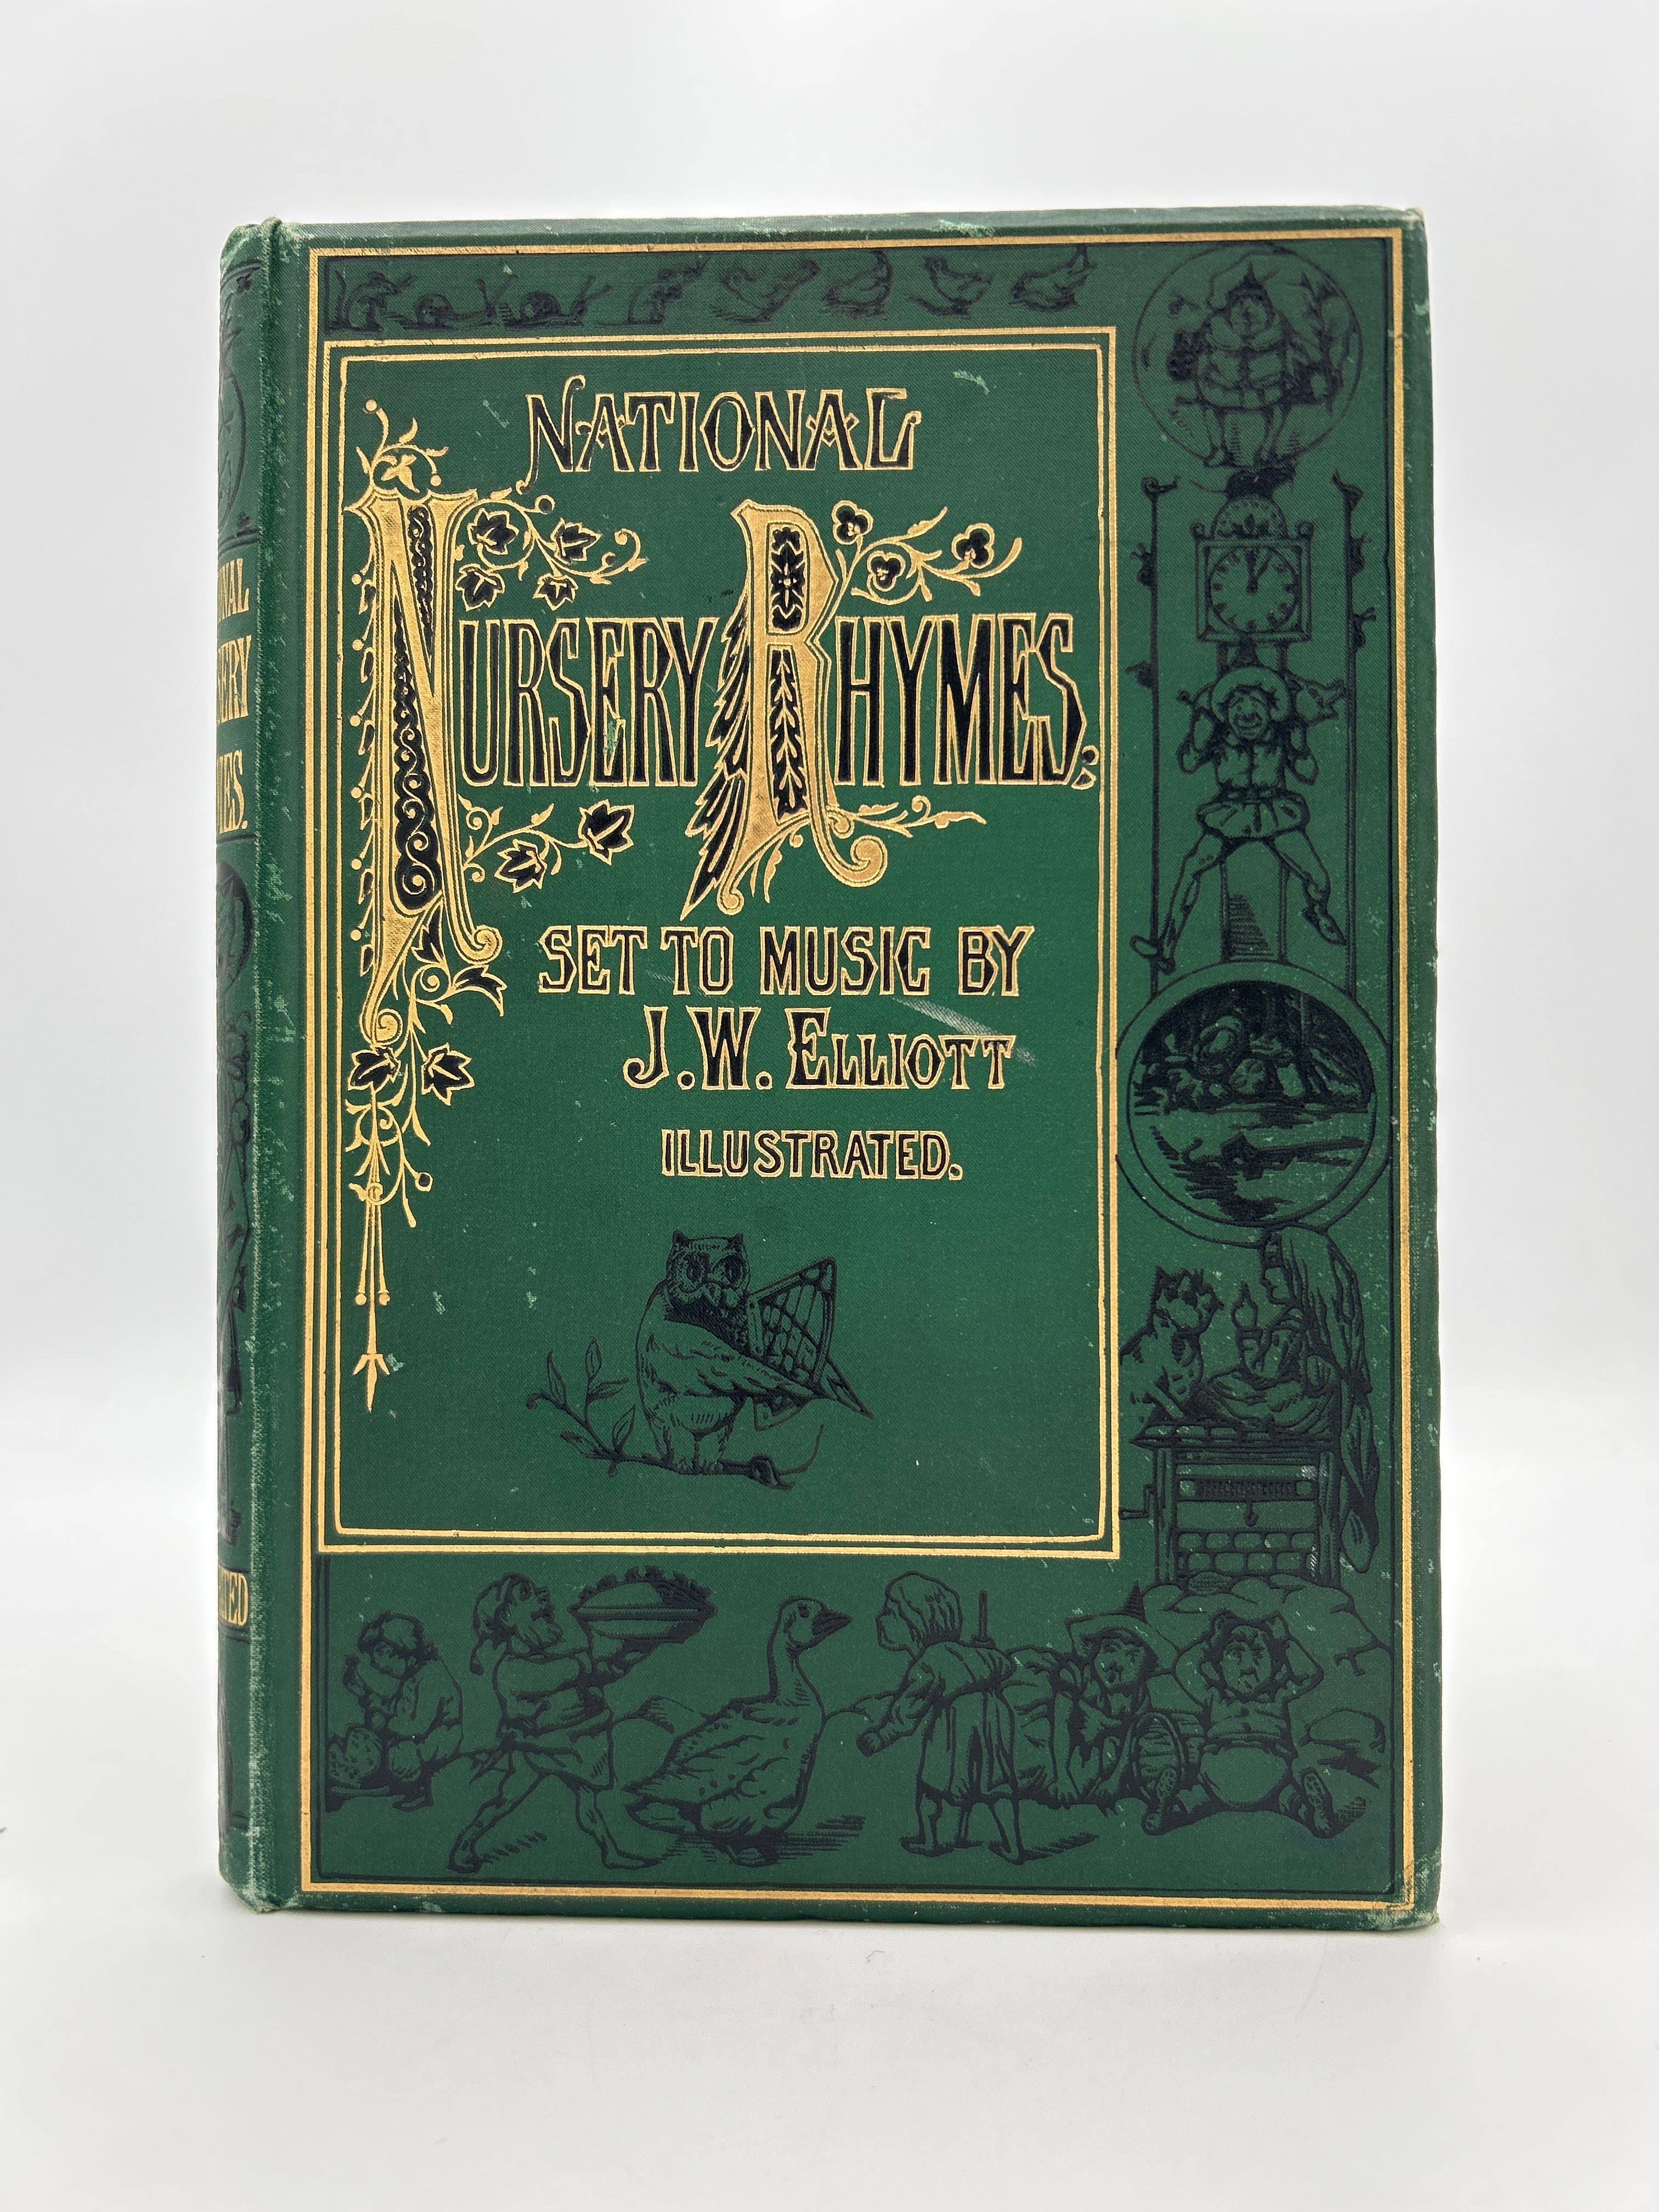 NATIONAL
NURSERY RHYMES.
SET TO MUSIC BY
J. W. ELLIOTT
ILLUSTRATED.